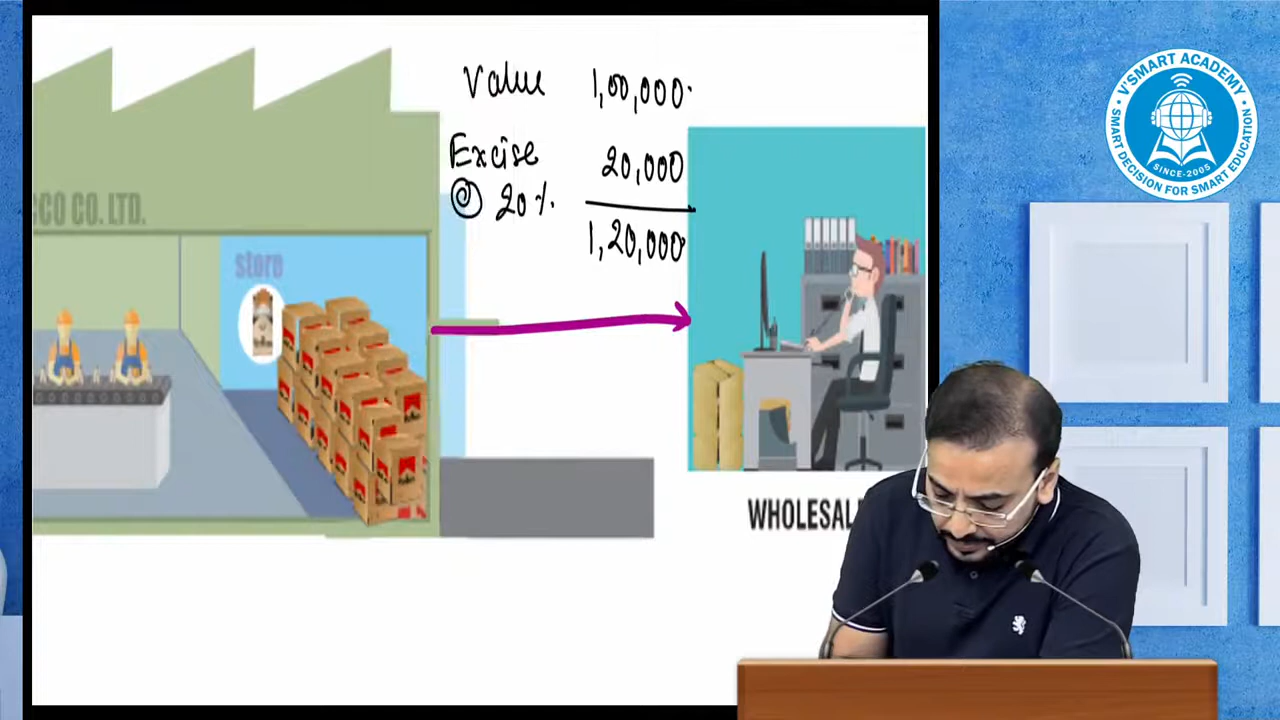 Value 1,00,000
Excise 20,000
@ 20%
1,20,000
CCO CO. LTD.
store
WHOLESAL
V'SMART ACADEMY
SINCE-2005
SMART DECISION FOR SMART EDUCATION